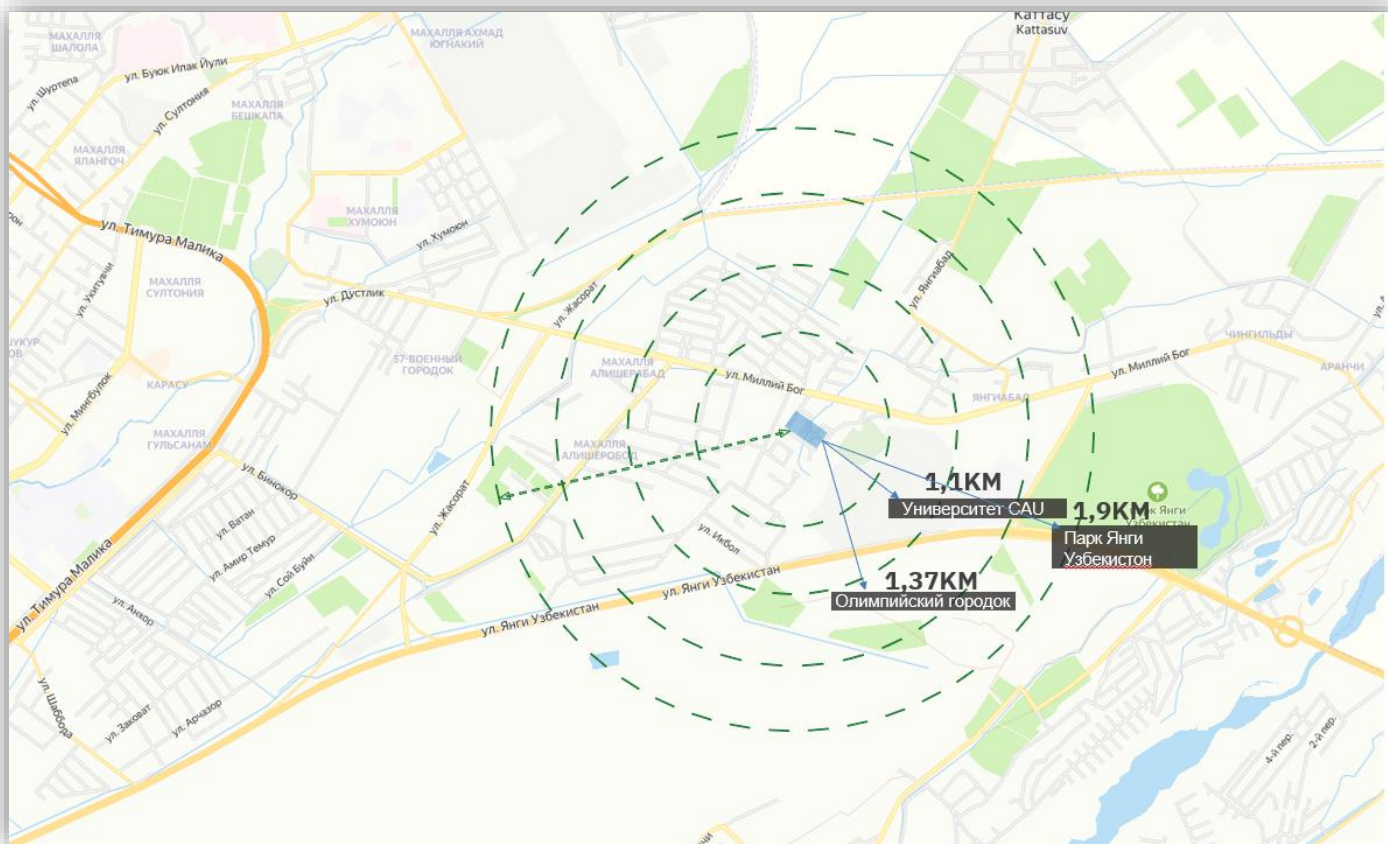 Каттасу
Kattasuv
МАХАЛЛЯ
ШАЛОЛА
МАХАЛЛЯ АХМАД
ЮГНАКИЙ
ул. Буюк Ипак Йули
ул. Шуртепа
ул. Султония
МАХАЛЛЯ
БЕШКАПА
МАХАЛЛЯ
ЯЛАНГОЧ
МАХАЛЛЯ
ХУМОЮН
ул. Хумоюн
ул. Тимура Малика
ул. Укитувчи
МАХАЛЛЯ
СУЛТОНИЯ
ул. Дустлик
ул. Жасорат
ул. Янгиабад
ЧИНГИЛЬДЫ
57-ВОЕННЫЙ
ГОРОДОК
МАХАЛЛЯ
АЛИШЕРАБАД
ул. Миллий Бог
ул. Миллий Бог
АРАНЧИ
КАРАСУ
ул. Мингбулок
ЯНГИАБАД
МАХАЛЛЯ
ГУЛЬСАНАМ
МАХАЛЛЯ
АЛИШЕРОБОД
ул. Бинокор
ул. Жасорат
1,1КМ
Университет CAU
1,9КМ
Парк Янги
Узбекистон
ул. Ватан
ул. Амир Темур
ул. Сой Буйи
ул. Икбол
ул. Тимура Малика
ул. Янги Узбекистан
1,37КМ
Олимпийский городок
ул. Янги Узбекистан
ул. Анхор
ул. Шаббода
ул. Заковат
ул. Арчазор
4-й пер.
2-й пер.